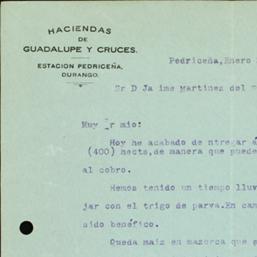 HACIENDAS
DE
GUADALUPE Y CRUCES.
ESTACION PEDRICEÑA,
DURANGO.
Pedriceña, Enero
Sr D Ja ime Martinez del
Muy Sr mio:
Hoy he acabado de ntregar
(400) hects, de manera que puede
al cobro.
Hemos tenido un tiempo lluv
jar con el trigo de parva. En cam
sido benéfico.
Queda maiz en mazorca que